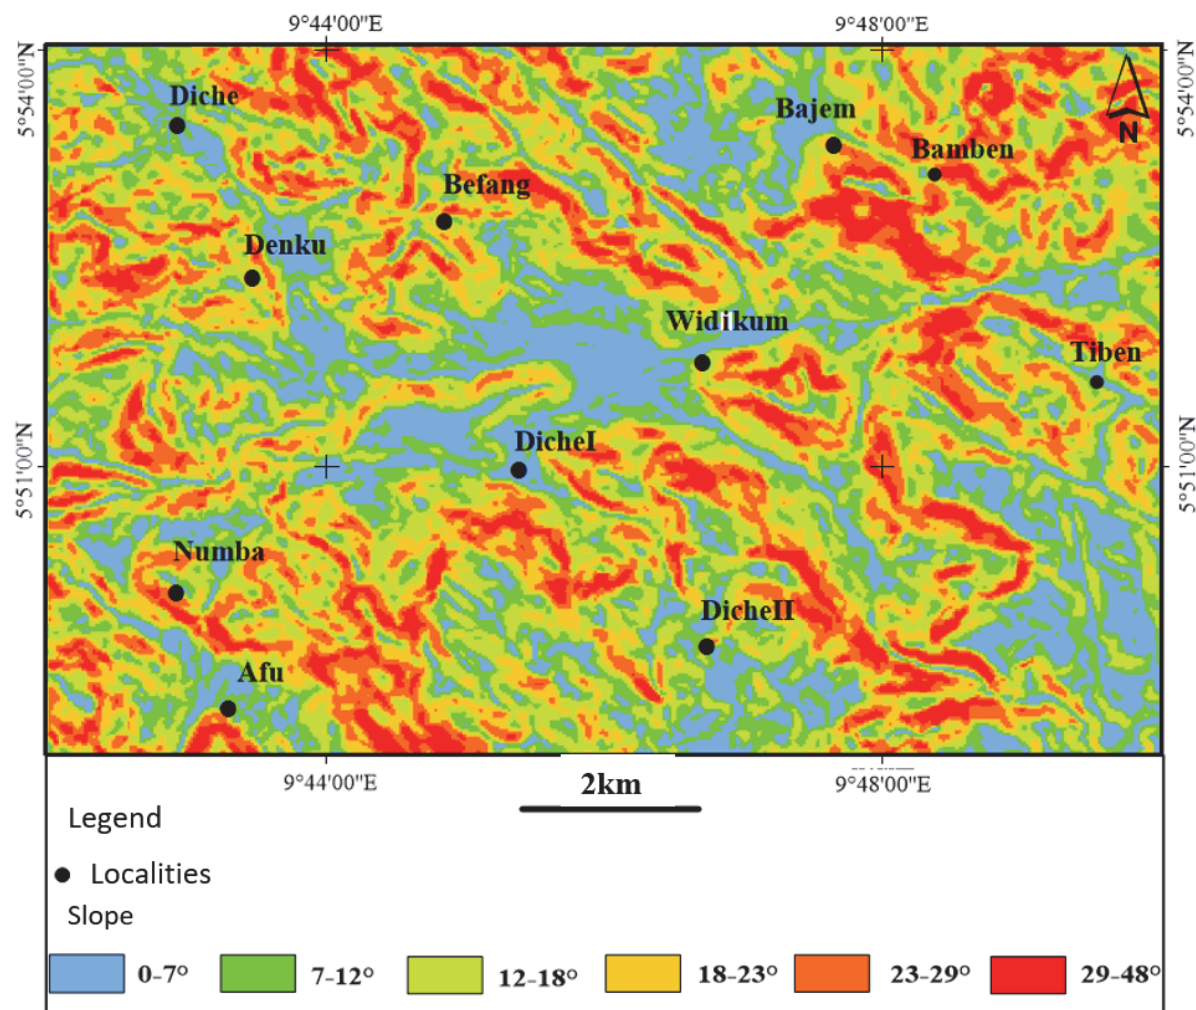 9°44'00"E 9°48'00"E
5°54'00"N 5°54'00"N
Diche
Bajem
N
Bamben
Befang
Denku
Widikum
Tiben
DicheI
5°51'00"N 5°51'00"N
Numba
DicheII
Afu
9°44'00"E 9°48'00"E
2km
Legend
Localities
Slope
0-7° 7-12° 12-18° 18-23° 23-29° 29-48°